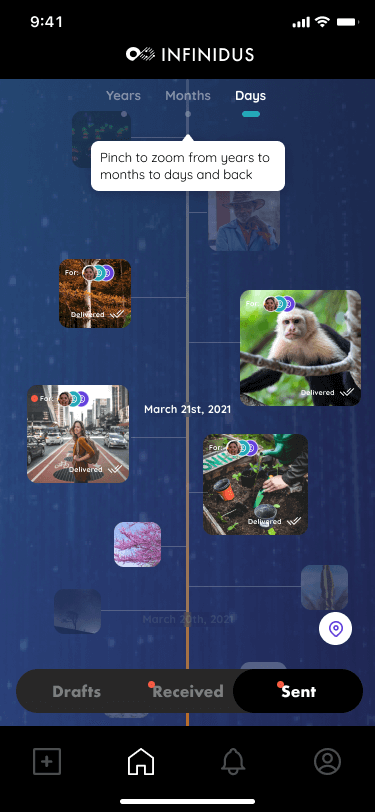 9:41
INFINIDUS
Years Months Days
Pinch to zoom from years to
months to days and back
For:
Delivered
For:
Delivered
For:
Delivered
March 21st, 2021
For:
Delivered
March 20th, 2021
Drafts Received Sent